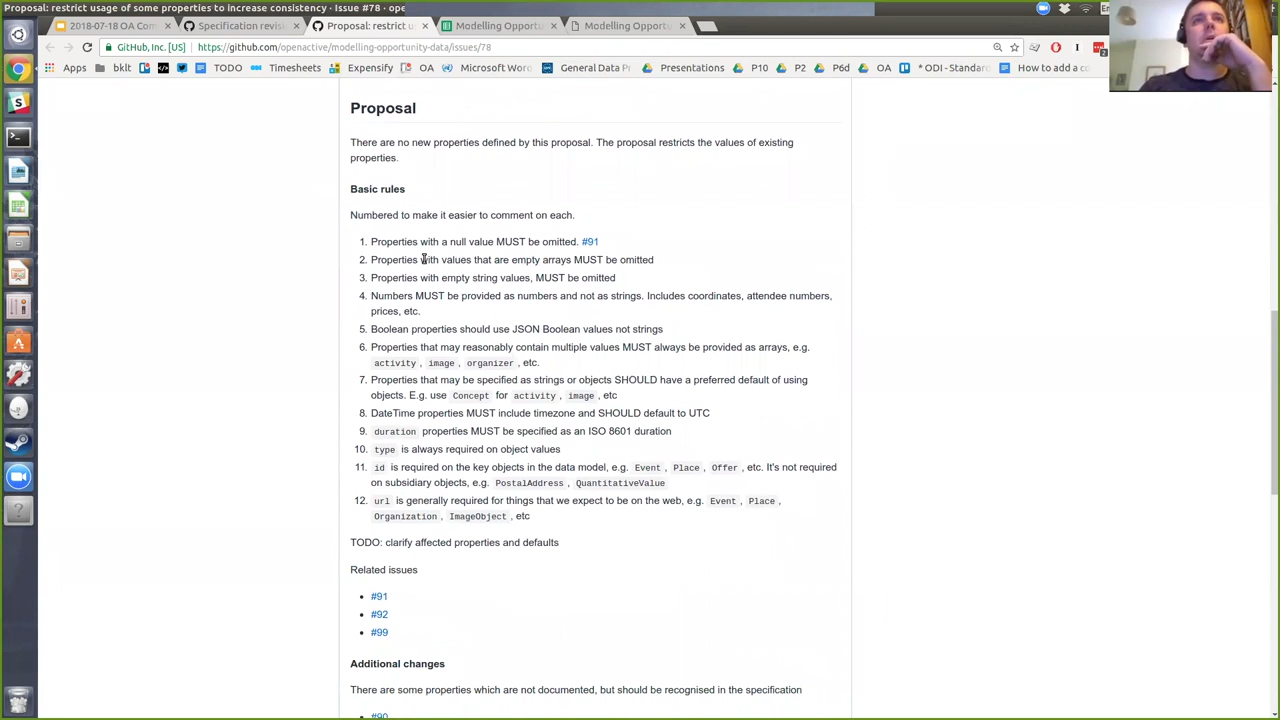 Proposal: restrict usage of some properties to increase consistency · Issue #78 · ope
2018-07-18 OA Com
Specification revis
Proposal: restrict u
Modelling Opportu
Modelling Opportu
GitHub, Inc. [US]
https://github.com/openactive/modelling-opportunity-data/issues/78
Apps
bklt
TODO
Timesheets
Expensify
OA
Microsoft Word
General Data Pr
Presentations
P10
P2
P6d
OA
* ODI - Standard
How to add a co
Proposal
There are no new properties defined by this proposal. The proposal restricts the values of existing
properties.
Basic rules
Numbered to make it easier to comment on each.
1. Properties with a null value MUST be omitted. #91
2. Properties with values that are empty arrays MUST be omitted
3. Properties with empty string values, MUST be omitted
4. Numbers MUST be provided as numbers and not as strings. Includes coordinates, attendee numbers,
prices, etc.
5. Boolean properties should use JSON Boolean values not strings
6. Properties that may reasonably contain multiple values MUST always be provided as arrays, e.g.
activity , image , organizer , etc.
7. Properties that may be specified as strings or objects SHOULD have a preferred default of using
objects. E.g. use Concept for activity , image , etc
8. DateTime properties MUST include timezone and SHOULD default to UTC
9. duration properties MUST be specified as an ISO 8601 duration
10. type is always required on object values
11. id is required on the key objects in the data model, e.g. Event , Place , Offer , etc. It's not required
on subsidiary objects, e.g. PostalAddress , QuantitativeValue
12. url is generally required for things that we expect to be on the web, e.g. Event , Place ,
Organization , ImageObject , etc
TODO: clarify affected properties and defaults
Related issues
• #91
• #92
• #99
Additional changes
There are some properties which are not documented, but should be recognised in the specification
• #90